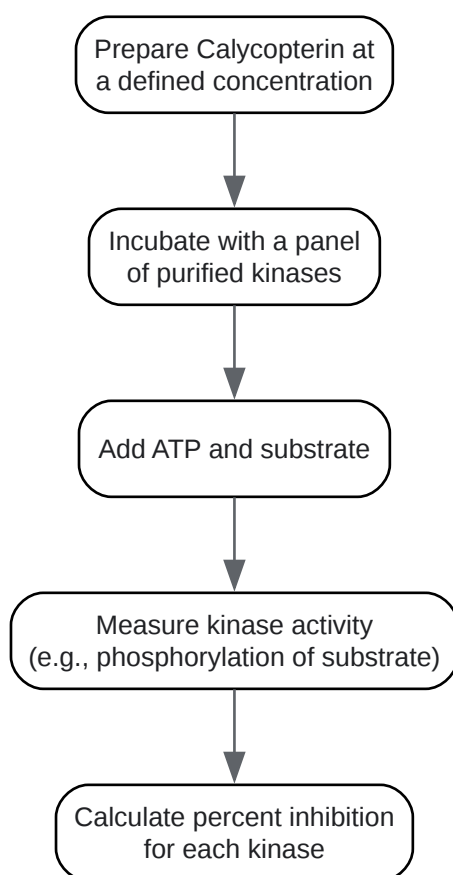 Prepare Calycopterin at
a defined concentration
Incubate with a panel
of purified kinases
Add ATP and substrate
Measure kinase activity
(e.g., phosphorylation of substrate)
Calculate percent inhibition
for each kinase